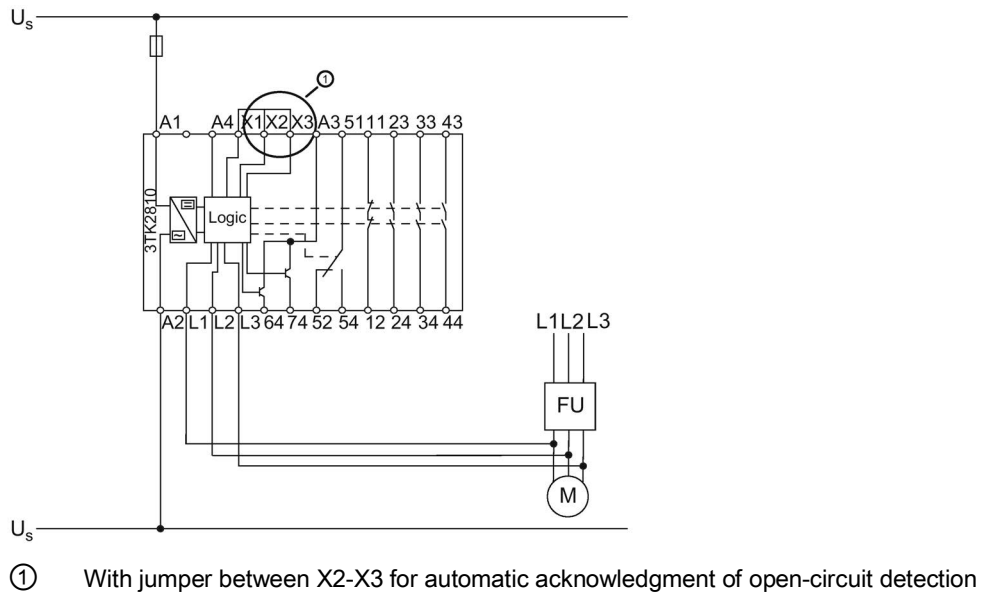 Us
①
A1 A4 X1 X2 X3 A3 51 11 23 33 43
3TK2810
Logic
A2 L1 L2 L3 64 74 52 54 12 24 34 44
L1 L2 L3
FU
M
Us
① With jumper between X2-X3 for automatic acknowledgment of open-circuit detection